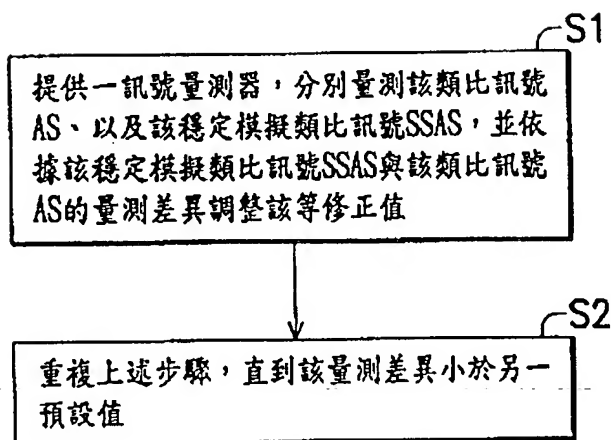 S1
提供一訊號量測器，分別量測該類比訊號
AS、以及該穩定模擬類比訊號SSAS，並依
據該穩定模擬類比訊號SSAS與該類比訊號
AS的量測差異調整該等修正值
S2
重複上述步驟，直到該量測差異小於另一
預設值